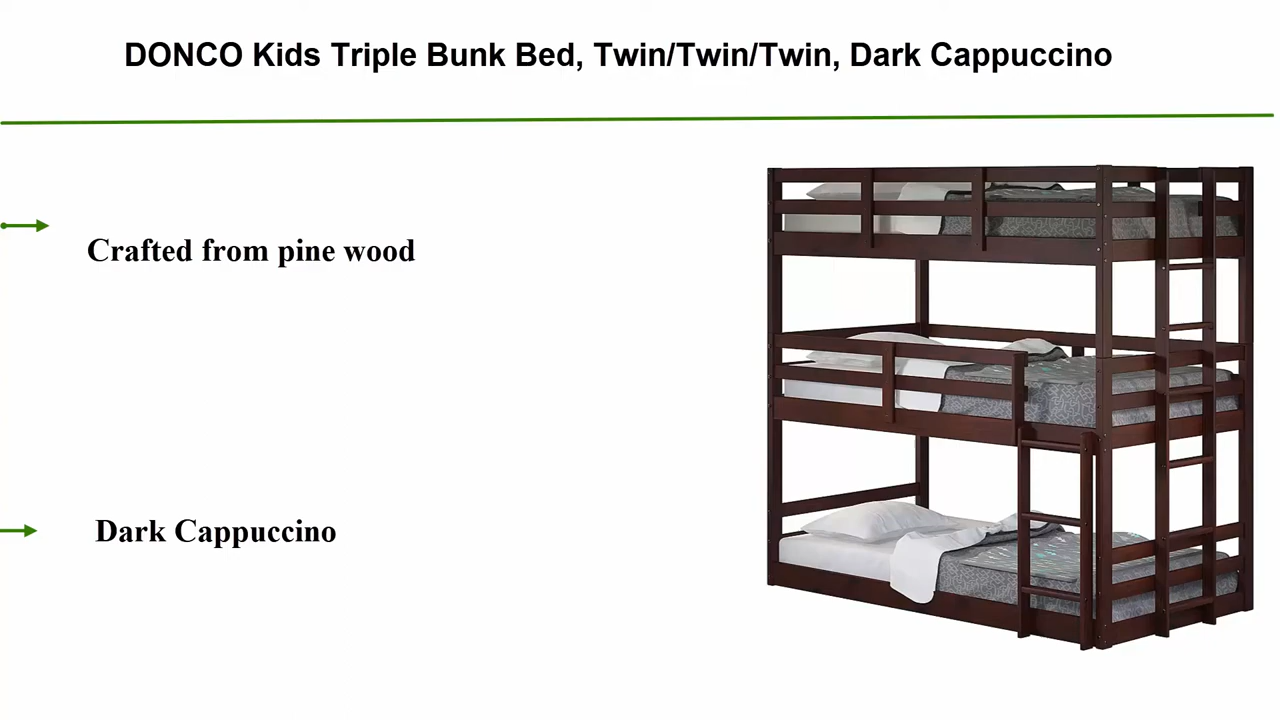 DONCO Kids Triple Bunk Bed, Twin/Twin/Twin, Dark Cappuccino
Crafted from pine wood
Dark Cappuccino